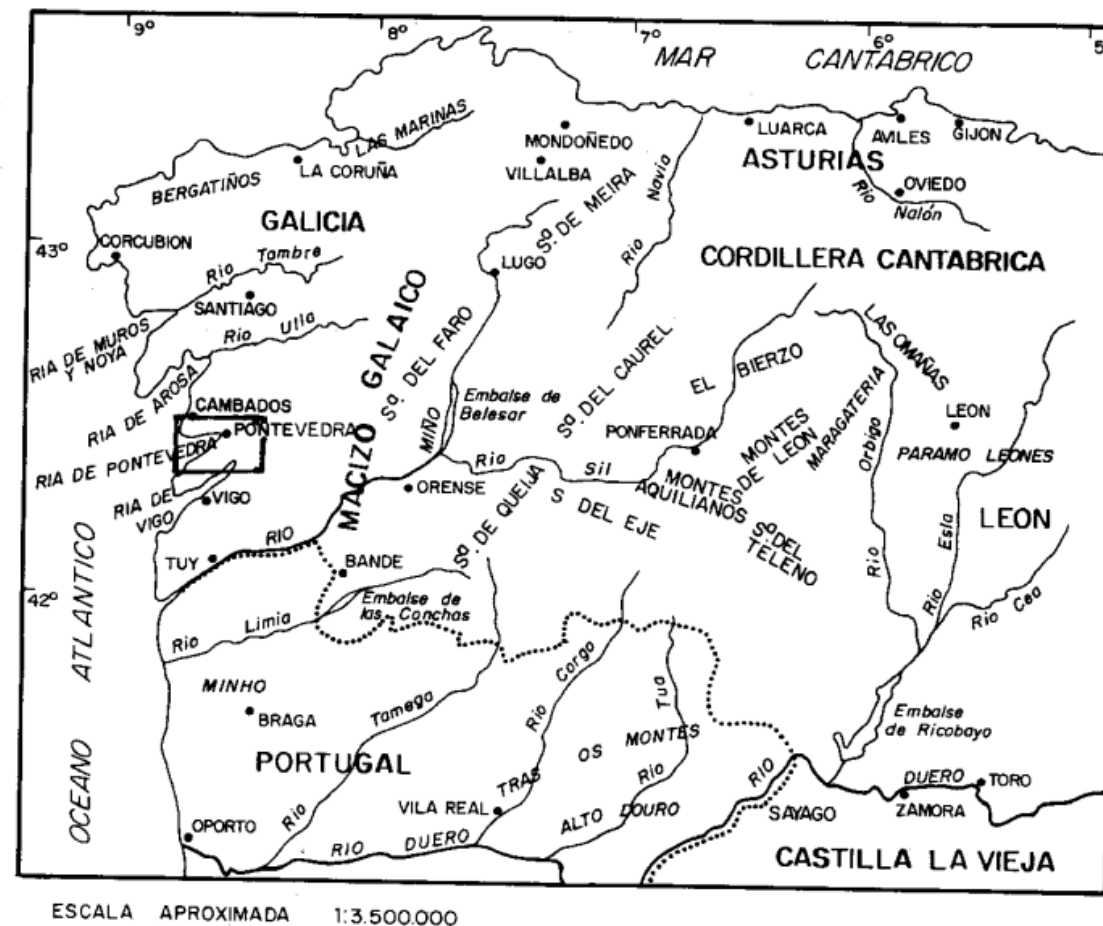 9º 8º 7º 6º 5
MAR CANTABRICO
LAS MARINAS
MONDOÑEDO
LUARCA
AVILES
GIJON
LA CORUÑA
VILLALBA
ASTURIAS
BERGATIÑOS
OVIEDO
Rio Nalón
Rio Navia
Sª DE MEIRA
GALICIA
43º
CORCUBION
Rio Tambre
LUGO
CORDILLERA CANTABRICA
SANTIAGO
RIA DE MUROS
Y NOYA
Rio Ulla
MACIZO GALAICO
Sª. DEL FARO
Sª. DEL CAUREL
EL BIERZO
LAS OMAÑAS
RIA DE AROSA
CAMBADOS
Embalse de
Belesar
MIÑO
LEON
PONTEVEDRA
RIA DE PONTEVEDRA
PONFERRADA
MONTES
DE LEON
MARAGATERIA
Rio Orbigo
PARAMO LEONES
Rio Sil
RIA DE
VIGO
VIGO
ORENSE
MONTES
AQUILIANOS
Sª DEL
TELENO
Sª. DE QUEIJA
S DEL EJE
LEON
Rio Esla
RIO
TUY
BANDE
42º
Embalse de
las Conchas
Rio Limia
Rio Cea
OCEANO ATLANTICO
MINHO
BRAGA
Rio Tamega
Rio Corgo
Rio Tua
TRAS OS MONTES
Embalse
de Ricobayo
PORTUGAL
VILA REAL
ALTO DOURO
RIO
DUERO
TORO
ZAMORA
SAYAGO
OPORTO
RIO DUERO
CASTILLA LA VIEJA
ESCALA APROXIMADA 1:3.500.000